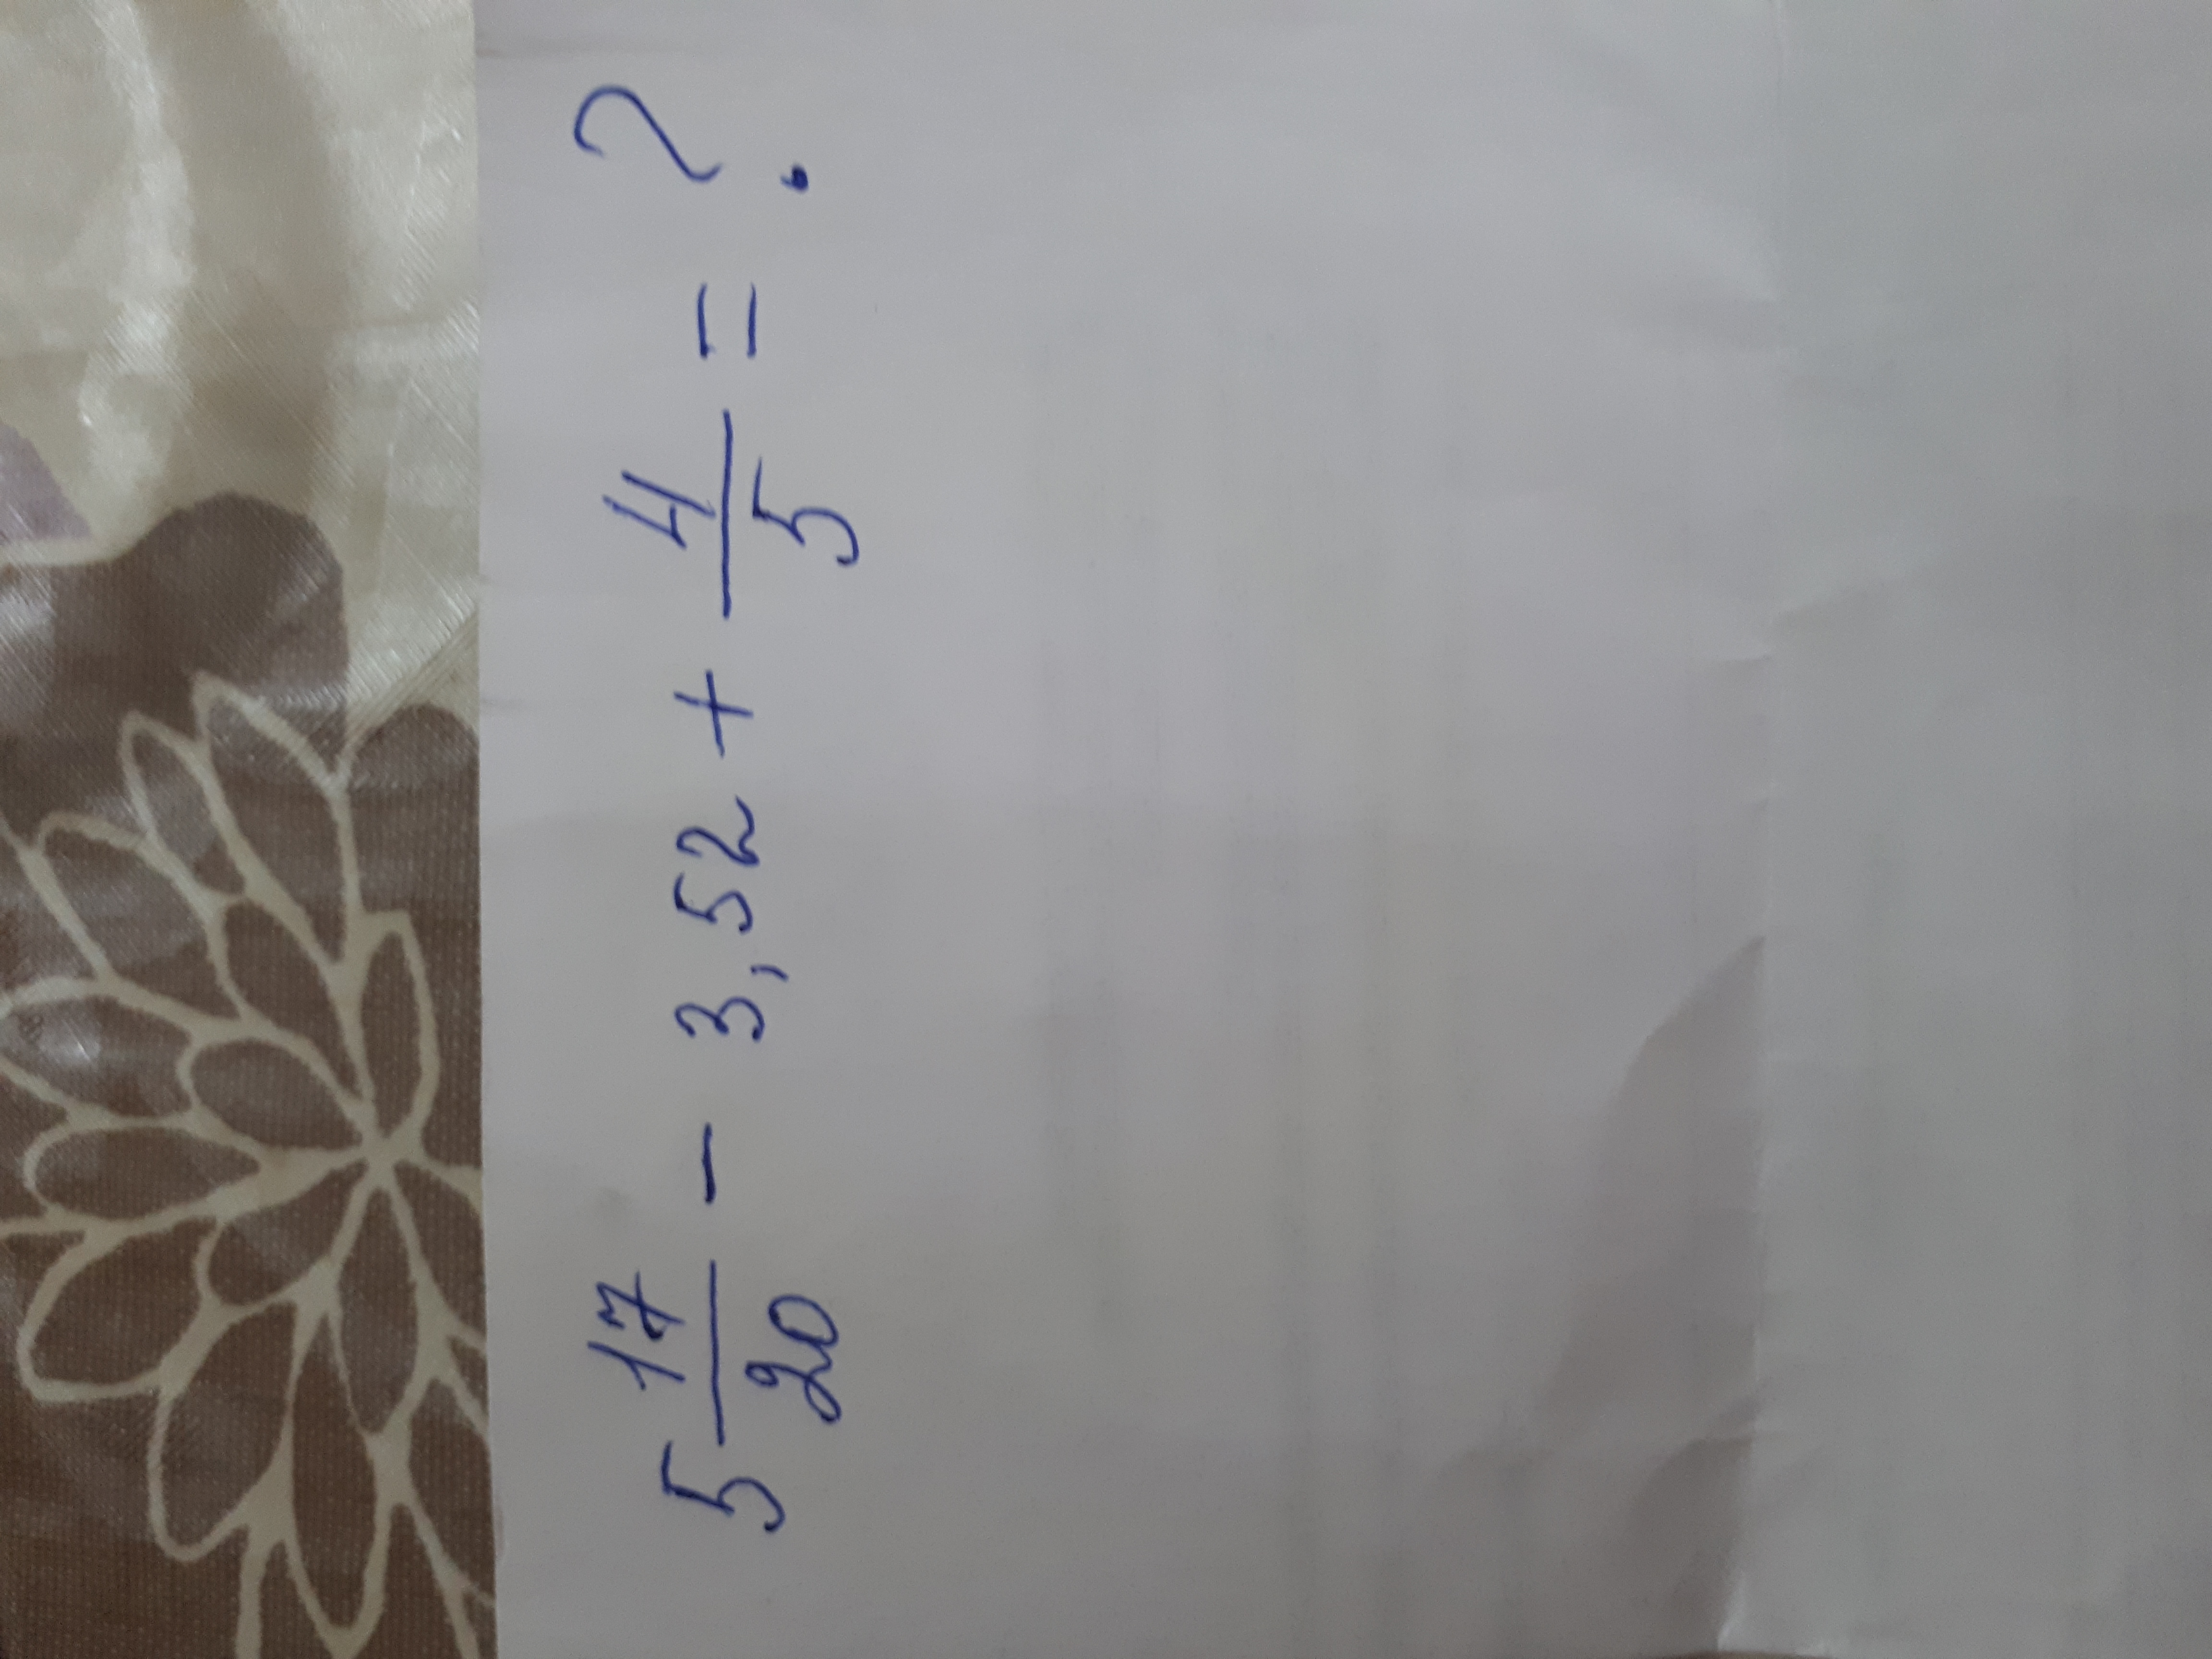 5 17/20 - 3,52 + 4/5 = ?